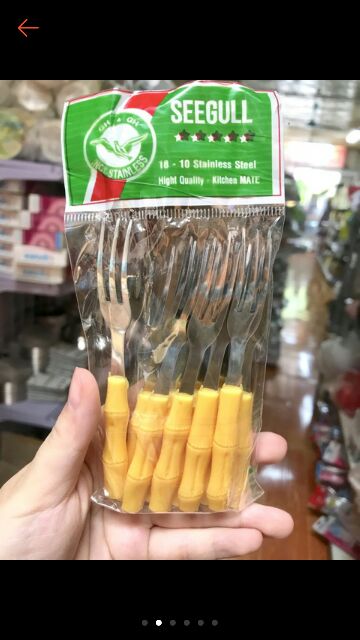 SEEGULL
18 - 10 Stainless Steel
Hight Quality - Kitchen MATE
INOX STAINLESS